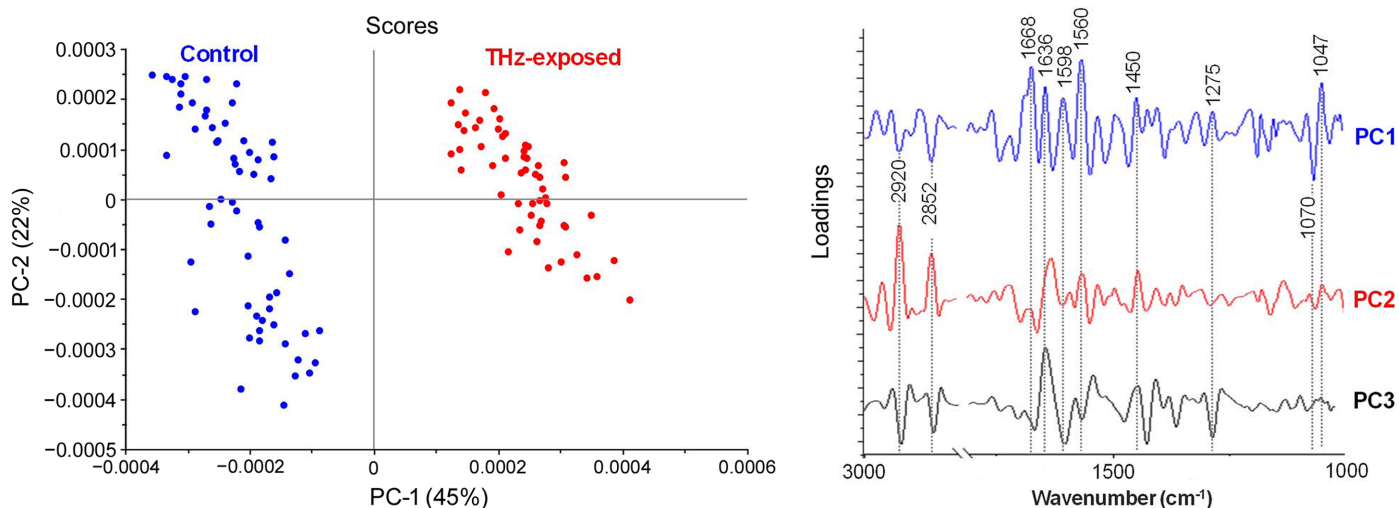 Scores
Control
THz-exposed
0.0003
0.0002
0.0001
0
−0.0001
−0.0002
−0.0003
−0.0004
−0.0005
PC-2 (22%)
−0.0004
−0.0002
0
0.0002
0.0004
0.0006
PC-1 (45%)
Loadings
1668
1636
1598
1560
1450
1275
1047
2920
2852
1070
PC1
PC2
PC3
3000
1500
1000
Wavenumber (cm⁻¹)